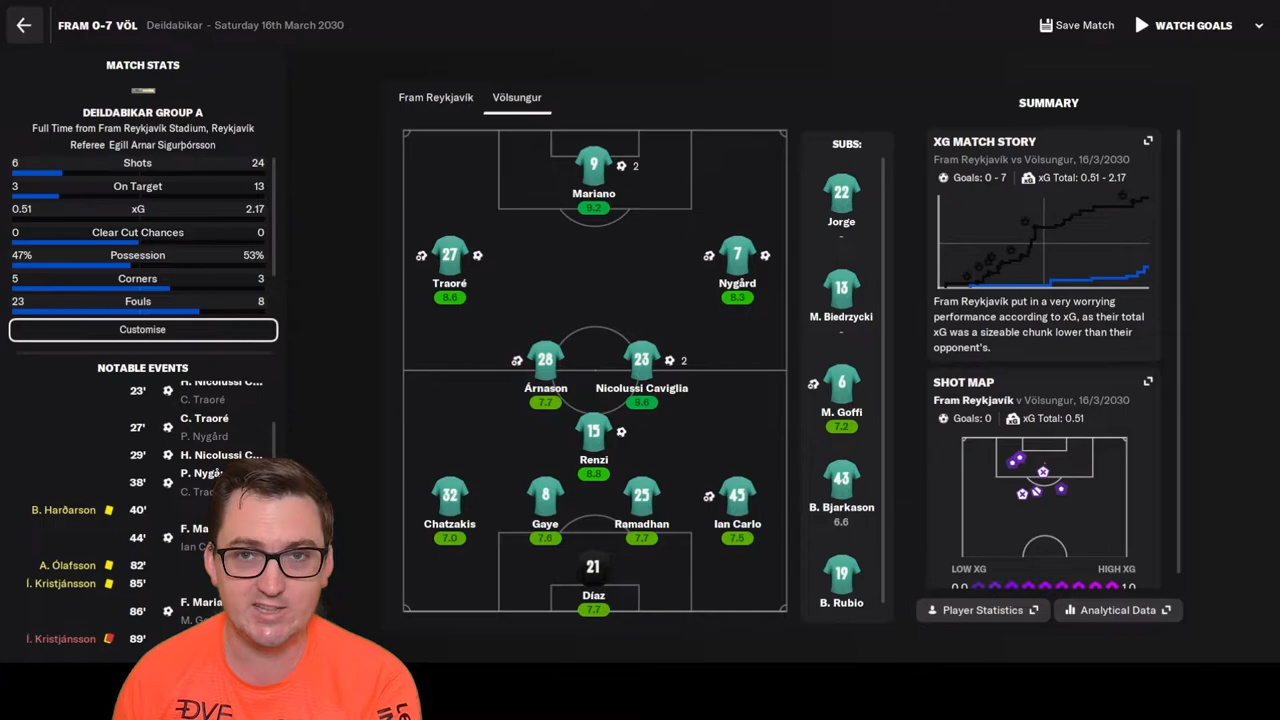 FRAM 0-7 VÖL
Deildabikar - Saturday 16th March 2030
Save Match
WATCH GOALS
MATCH STATS
DEILDABIKAR GROUP A
Full Time from Fram Reykjavík Stadium, Reykjavík
Referee Egill Arnar Sigurþórsson
6 Shots 24
3 On Target 13
0.51 xG 2.17
0 Clear Cut Chances 0
47% Possession 53%
5 Corners 3
23 Fouls 8
Customise
NOTABLE EVENTS
23' H. Nicolussi C...
C. Traoré
27' C. Traoré
P. Nygård
29' H. Nicolussi C...
38' P. Nyg
C. Tra
B. Harðarson 40'
44' F. Ma
Ian C
A. Ólafsson 82'
Í. Kristjánsson 85'
86' F. Maria
M. Go
Í. Kristjánsson 89'
Fram Reykjavík
Völsungur
9
2
Mariano
9.2
27
Traoré
8.6
7
Nygård
8.3
28
Árnason
7.7
23
2
Nicolussi Caviglia
9.6
15
Renzi
8.8
32
Chatzakis
7.0
8
Gaye
7.6
25
Ramadhan
7.7
45
Ian Carlo
7.5
21
Díaz
7.7
SUBS:
22
Jorge
-
13
M. Biedrzycki
-
6
M. Goffi
7.2
43
B. Bjarkason
6.6
19
B. Rubio
SUMMARY
XG MATCH STORY
Fram Reykjavík vs Völsungur, 16/3/2030
Goals: 0 - 7 xG Total: 0.51 - 2.17
Fram Reykjavík put in a very worrying
performance according to xG, as their total
xG was a sizeable chunk lower than their
opponent's.
SHOT MAP
Fram Reykjavík v Völsungur, 16/3/2030
Goals: 0 xG Total: 0.51
LOW XG HIGH XG
0.0 1.0
Player Statistics
Analytical Data